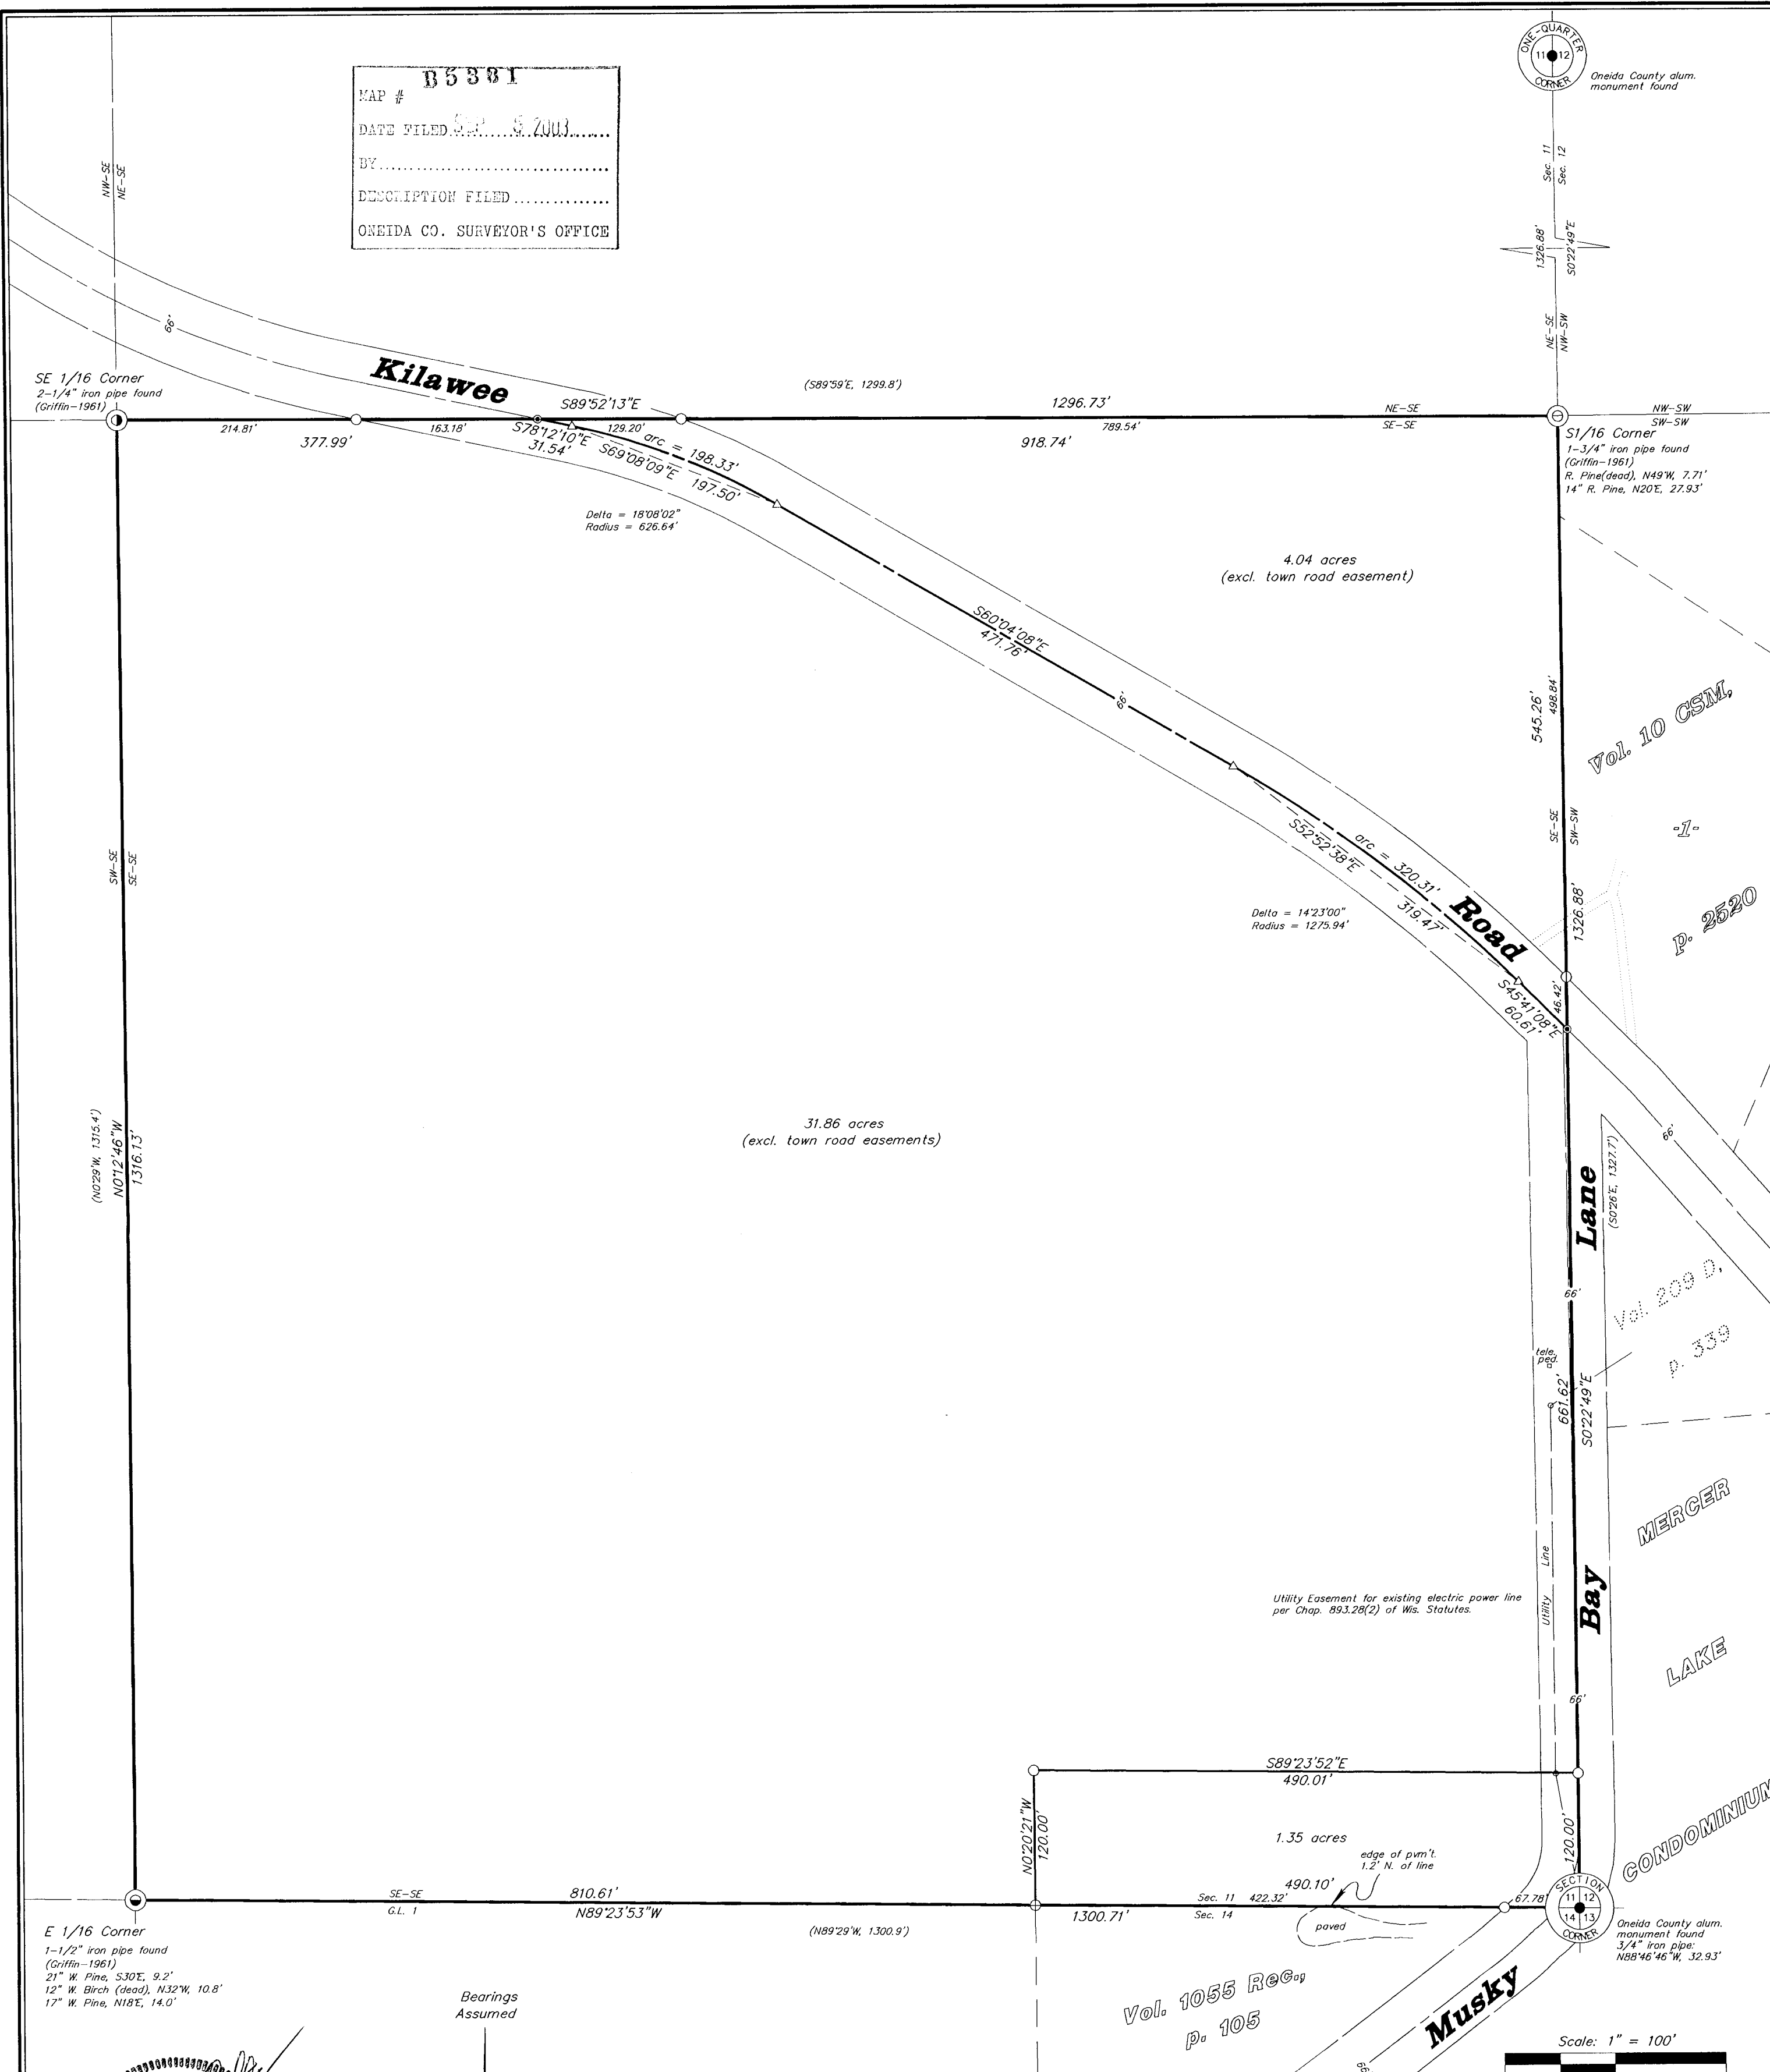 B5381
MAP #
DATE FILED SEP 5 2003
BY
DESCRIPTION FILED
ONEIDA CO. SURVEYOR'S OFFICE
ONE-QUARTER
11 12
CORNER
Oneida County alum.
monument found
Sec. 11
Sec. 12
1326.88'
S0°22'49"E
NW-SE
NE-SE
NE-SE
NW-SW
66'
Kilawee
SE 1/16 Corner
2-1/4" iron pipe found
(Griffin-1961)
(S89°59'E, 1299.8')
S89°52'13"E
1296.73'
NE-SE
SE-SE
NW-SW
SW-SW
214.81'
377.99'
163.18'
S78°12'10"E
31.54'
129.20'
arc = 198.33'
S69°08'09"E 197.50'
789.54'
918.74'
S1/16 Corner
1-3/4" iron pipe found
(Griffin-1961)
R. Pine(dead), N49°W, 7.71'
14" R. Pine, N20°E, 27.93'
Delta = 18°08'02"
Radius = 626.64'
4.04 acres
(excl. town road easement)
S60°04'08"E
471.76'
66'
545.26'
498.84'
Vol. 10 CSM,
-1-
p. 2520
SE-SE
SW-SW
1326.88'
SW-SE
SE-SE
S52°52'38"E
319.47'
arc = 320.31'
Road
Delta = 14°23'00"
Radius = 1275.94'
S45°41'08"E
60.61'
46.42'
31.86 acres
(excl. town road easements)
(N0°29'W, 1315.4')
N0°12'46"W
1316.13'
66'
(S0°26'E, 1327.7')
Lane
66'
Vol. 209 D,
p. 339
tele.
ped.
661.62'
S0°22'49"E
MERCER
Utility Line
Utility Easement for existing electric power line
per Chap. 893.28(2) of Wis. Statutes.
Bay
LAKE
66'
S89°23'52"E
490.01'
N0°20'21"W
120.00'
1.35 acres
edge of pvm't.
1.2' N. of line
120.00'
CONDOMINIUM
SE-SE
G.L. 1
810.61'
N89°23'53"W
(N89°29'W, 1300.9')
490.10'
Sec. 11 422.32'
Sec. 14
1300.71'
paved
67.78'
SECTION
11 12
14 13
CORNER
Oneida County alum.
monument found
3/4" iron pipe:
N88°46'46"W, 32.93'
E 1/16 Corner
1-1/2" iron pipe found
(Griffin-1961)
21" W. Pine, S30°E, 9.2'
12" W. Birch (dead), N32°W, 10.8'
17" W. Pine, N18°E, 14.0'
Bearings
Assumed
Vol. 1055 Rec.,
p. 105
Musky
66'
Scale: 1" = 100'